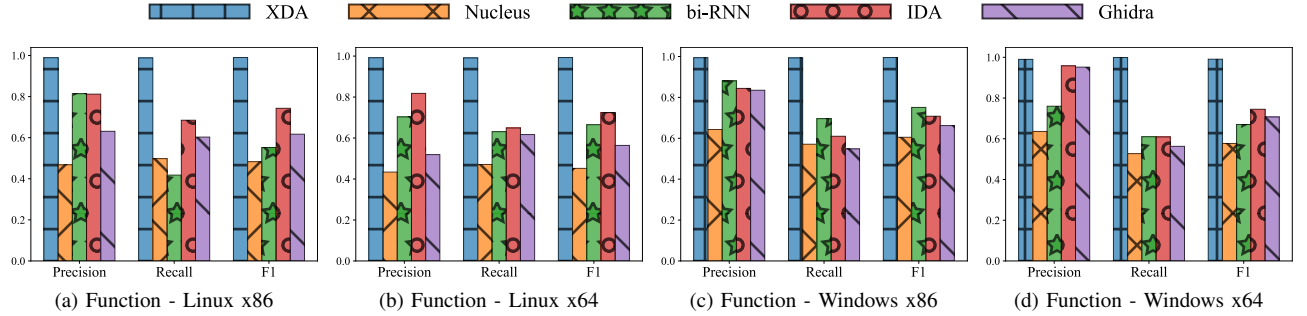 XDA Nucleus bi-RNN IDA Ghidra
1.0 1.0 1.0 1.0
0.8 0.8 0.8 0.8
0.6 0.6 0.6 0.6
0.4 0.4 0.4 0.4
0.2 0.2 0.2 0.2
0.0 0.0 0.0 0.0
Precision Recall F1 Precision Recall F1 Precision Recall F1 Precision Recall F1
(a) Function - Linux x86 (b) Function - Linux x64 (c) Function - Windows x86 (d) Function - Windows x64